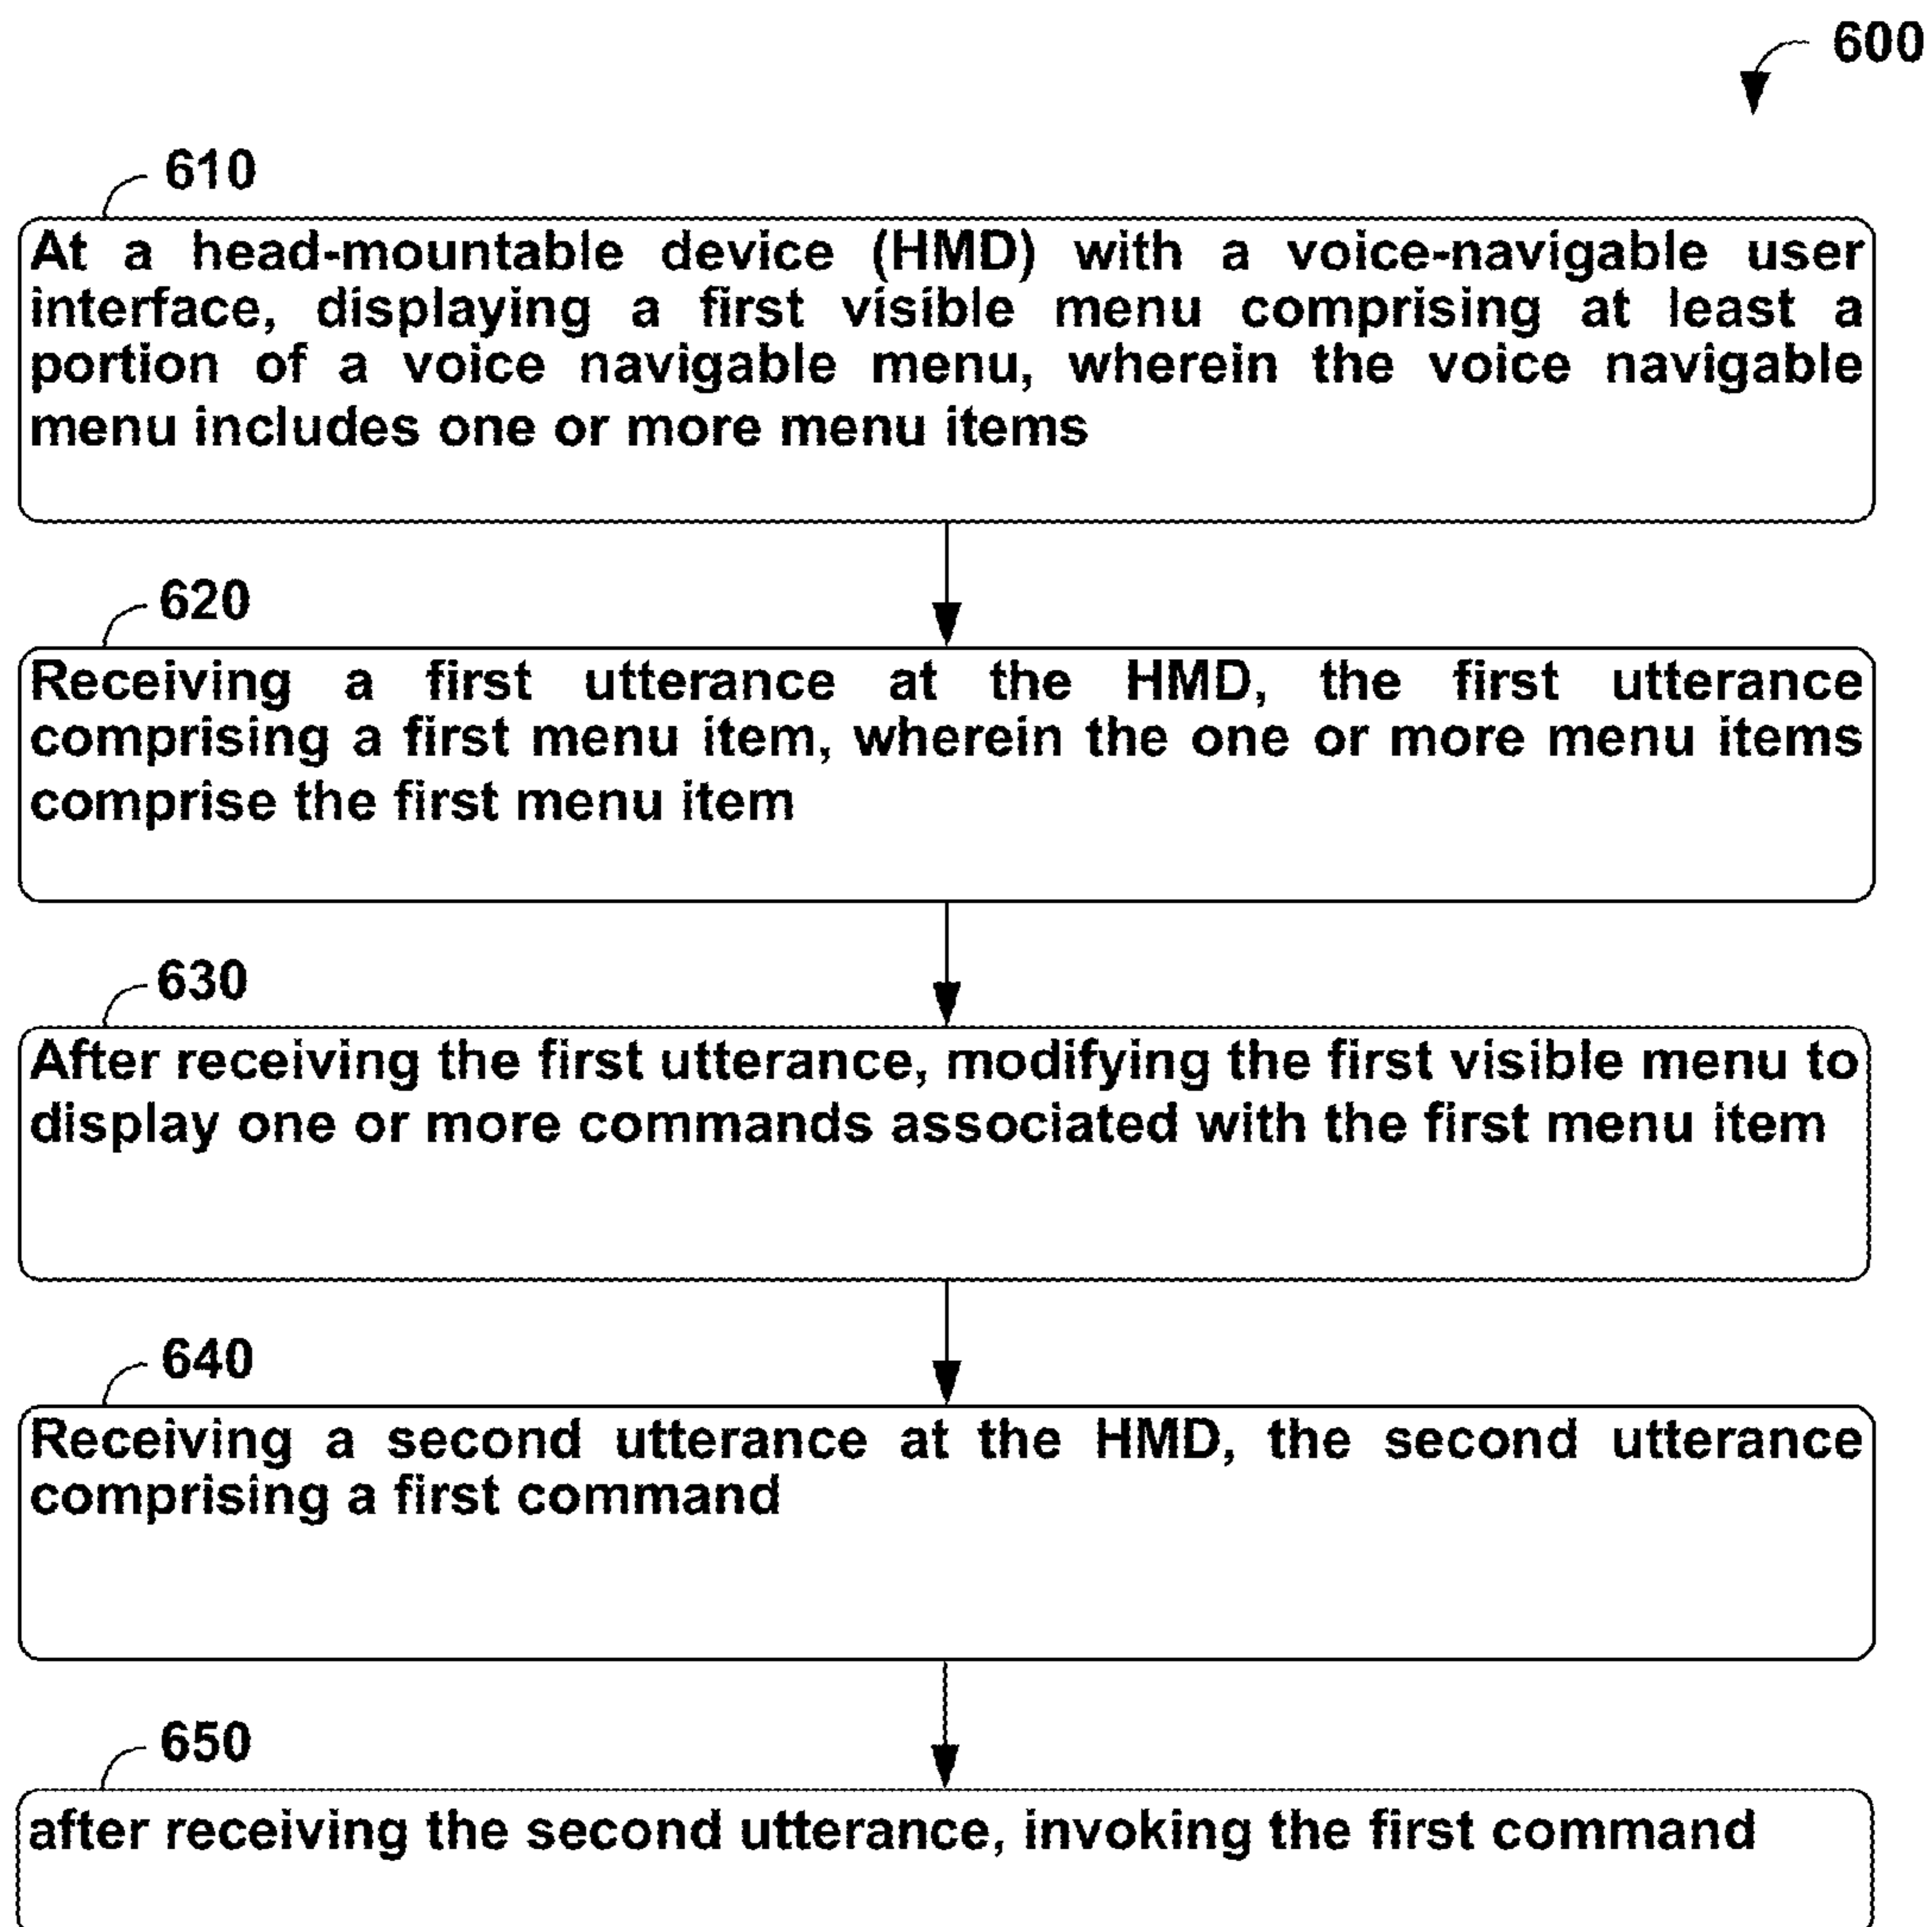 600
610
At a head-mountable device (HMD) with a voice-navigable user
interface, displaying a first visible menu comprising at least a
portion of a voice navigable menu, wherein the voice navigable
menu includes one or more menu items
620
Receiving a first utterance at the HMD, the first utterance
comprising a first menu item, wherein the one or more menu items
comprise the first menu item
630
After receiving the first utterance, modifying the first visible menu to
display one or more commands associated with the first menu item
640
Receiving a second utterance at the HMD, the second utterance
comprising a first command
650
after receiving the second utterance, invoking the first command